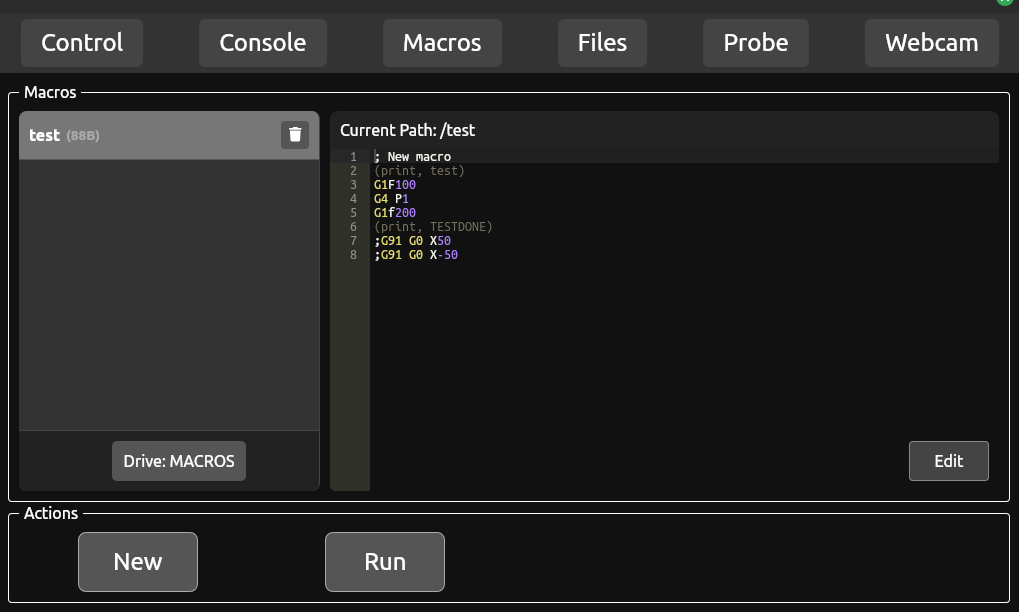 Control Console Macros Files Probe Webcam
Macros
test (88B)
Current Path: /test
1 ; New macro
2 (print, test)
3 G1F100
4 G4 P1
5 G1f200
6 (print, TESTDONE)
7 ;G91 G0 X50
8 ;G91 G0 X-50
Drive: MACROS
Edit
Actions
New Run